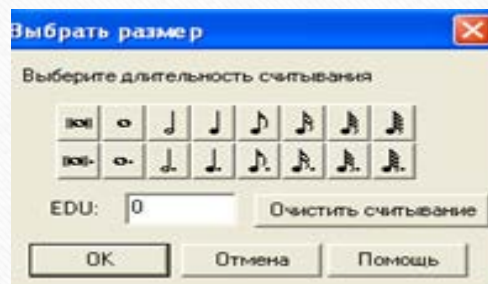 Выбрать размер
Выберите длительность считывания
EDU: 0 Очистить считывание
OK Отмена Помощь